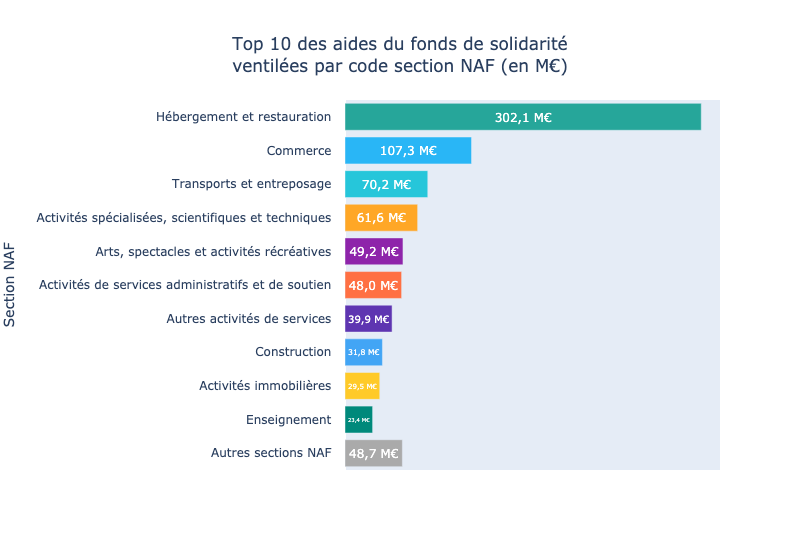 Top 10 des aides du fonds de solidarité
ventilées par code section NAF (en M€)
Section NAF
Hébergement et restauration 302,1 M€
Commerce 107,3 M€
Transports et entreposage 70,2 M€
Activités spécialisées, scientifiques et techniques 61,6 M€
Arts, spectacles et activités récréatives 49,2 M€
Activités de services administratifs et de soutien 48,0 M€
Autres activités de services 39,9 M€
Construction 31,8 M€
Activités immobilières 29,5 M€
Enseignement 23,4 M€
Autres sections NAF 48,7 M€